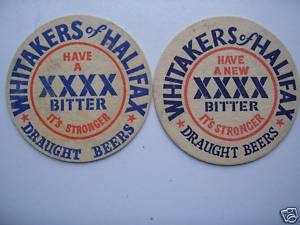 WHITAKERS of HALIFAX
HAVE
A
XXXX
BITTER
IT'S STRONGER
DRAUGHT BEERS
WHITAKERS of HALIFAX
HAVE
A NEW
XXXX
BITTER
IT'S STRONGER
DRAUGHT BEERS